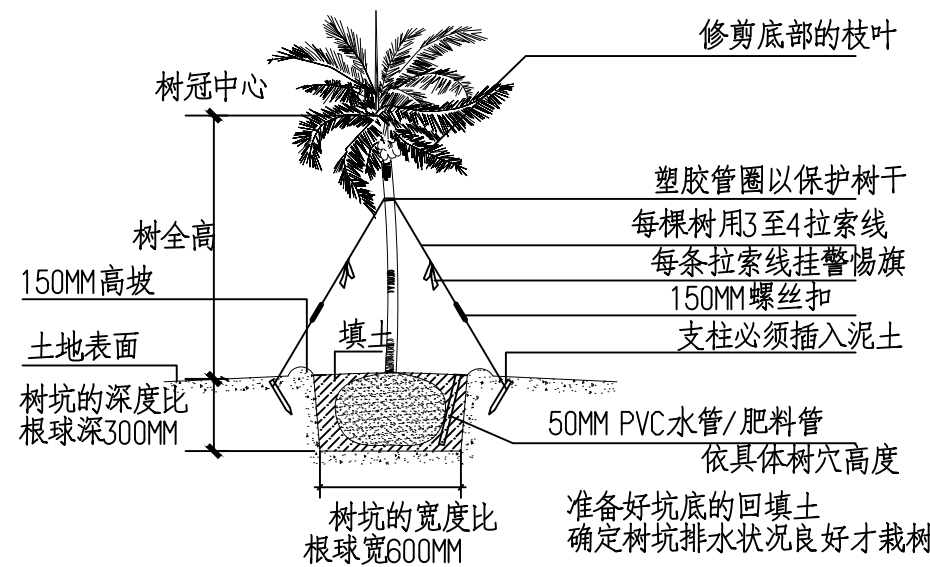 修剪底部的枝叶
树冠中心
塑胶管圈以保护树干
每棵树用3至4拉索线
树全高
每条拉索线挂警惕旗
150MM高坡
150MM螺丝扣
填土
支柱必须插入泥土
土地表面
树坑的深度比
根球深300MM
50MM PVC水管/肥料管
依具体树穴高度
树坑的宽度比
根球宽600MM
准备好坑底的回填土
确定树坑排水状况良好才栽树